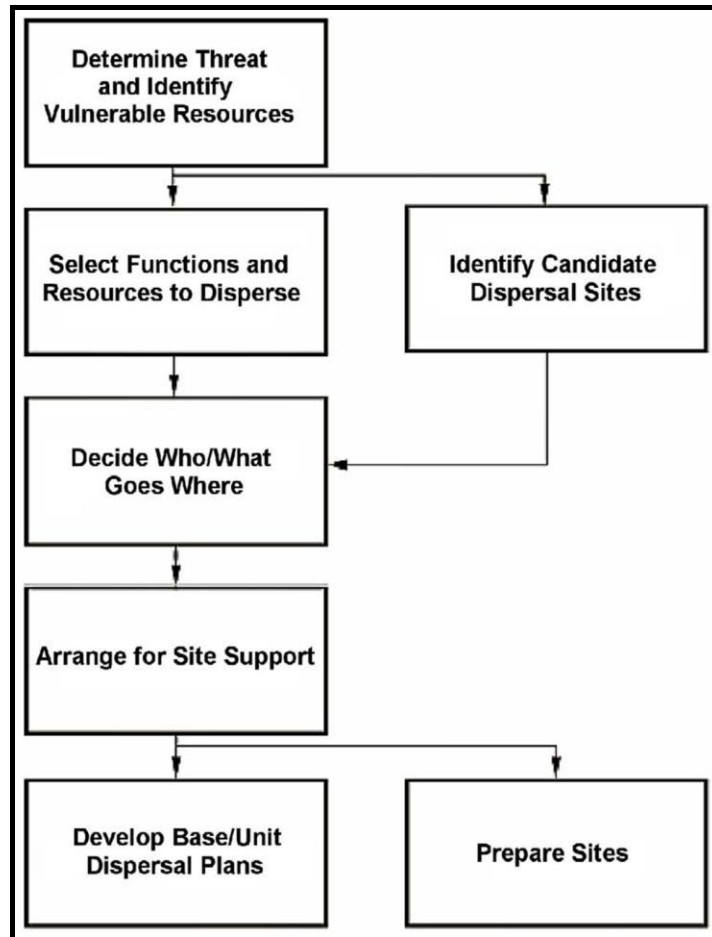 Determine Threat
and Identify
Vulnerable Resources
Select Functions and
Resources to Disperse
Identify Candidate
Dispersal Sites
Decide Who/What
Goes Where
Arrange for Site Support
Develop Base/Unit
Dispersal Plans
Prepare Sites